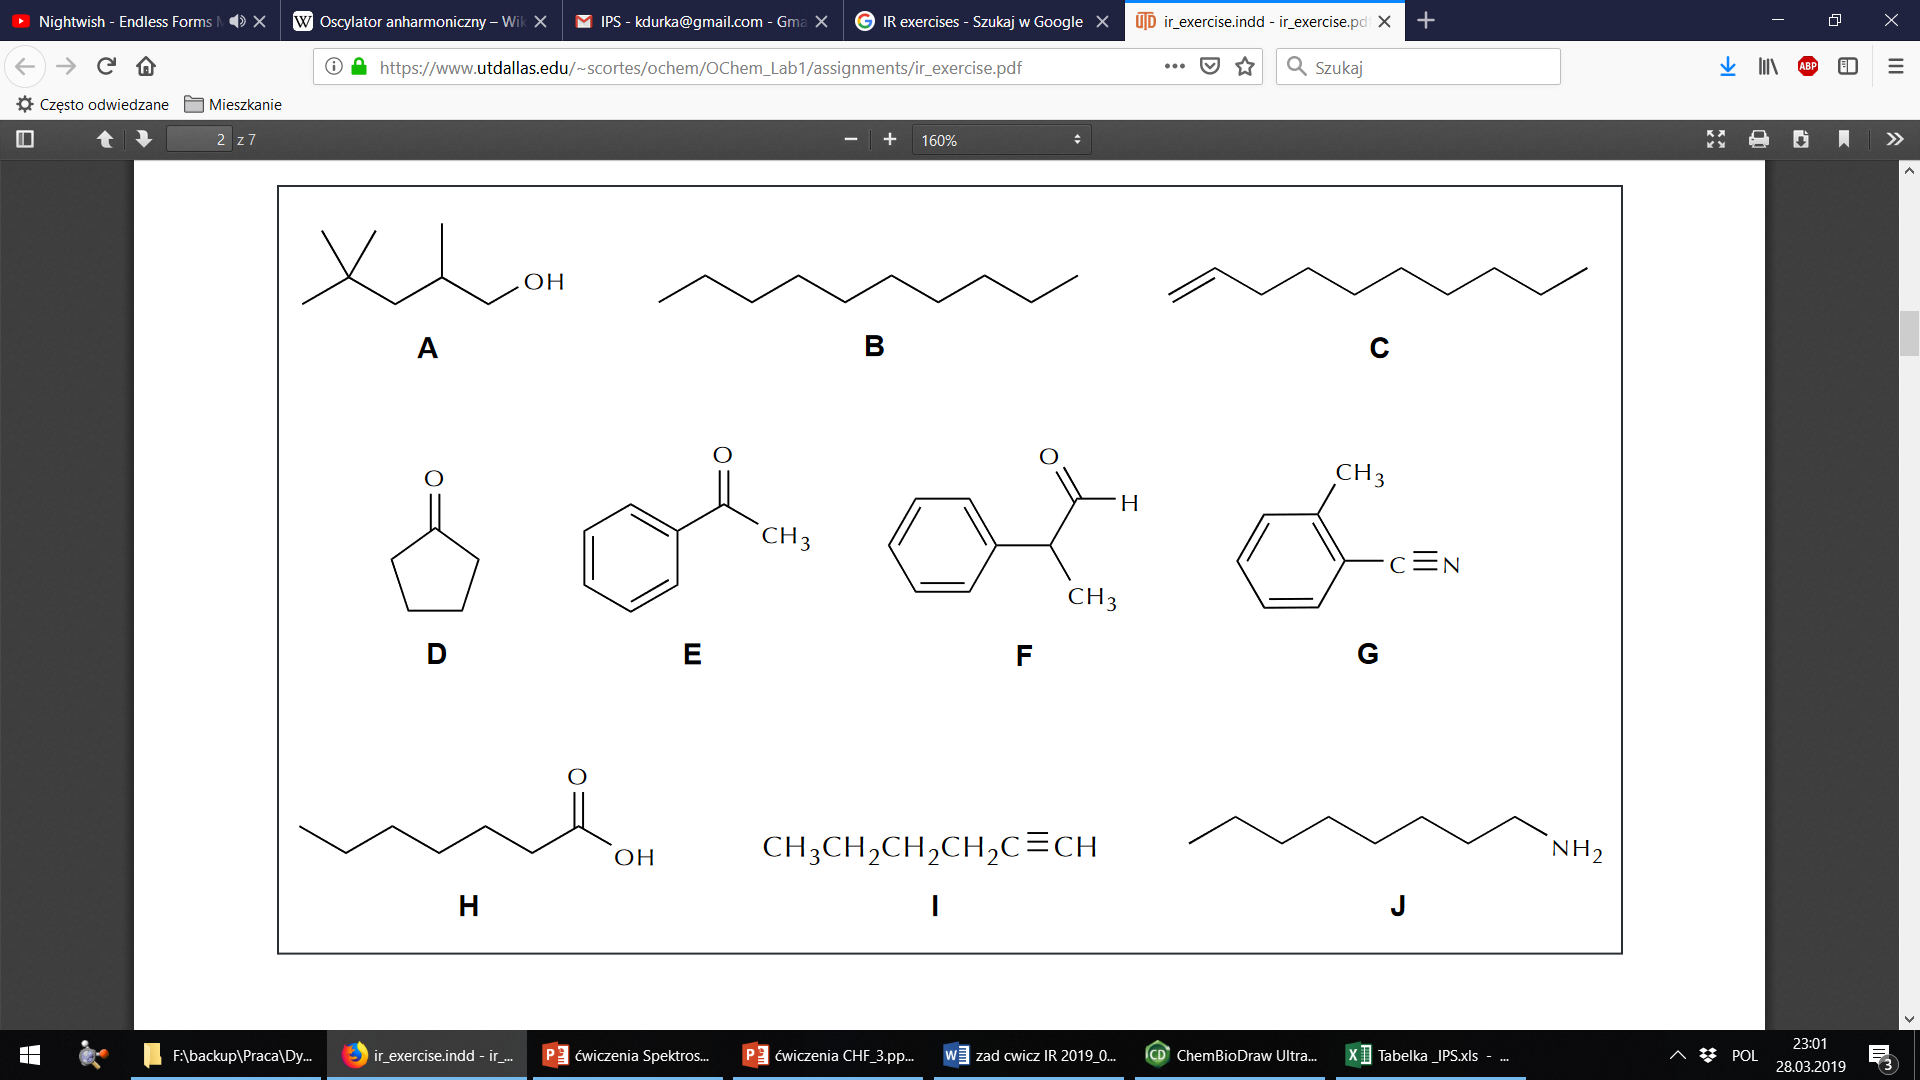 Nightwish - Endless Forms M
Oscylator anharmoniczny – Wik
IPS - kdurka@gmail.com - Gma
IR exercises - Szukaj w Google
ir_exercise.indd - ir_exercise.pdf
https://www.utdallas.edu/~scortes/ochem/OChem_Lab1/assignments/ir_exercise.pdf
Szukaj
ABP
Często odwiedzane
Mieszkanie
2 z 7
160%
OH
A
B
C
O
D
O
CH3
E
O
H
CH3
F
CH3
C≡N
G
O
OH
H
CH3CH2CH2CH2C≡CH
I
NH2
J
F:\backup\Praca\Dy...
ir_exercise.indd - ir_...
ćwiczenia Spektros...
ćwiczenia CHF_3.pp...
zad cwicz IR 2019_0...
ChemBioDraw Ultra...
Tabelka _IPS.xls - ...
POL
23:01
28.03.2019
3